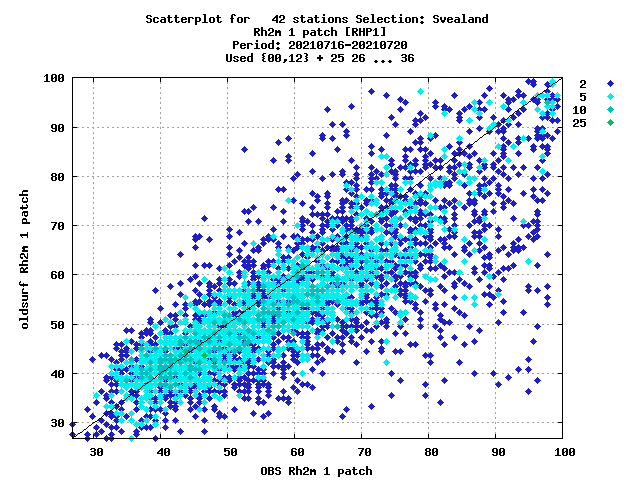 Scatterplot for   42 stations Selection: Svealand
Rh2m 1 patch [RHP1]
Period: 20210716-20210720
Used {00,12} + 25 26 ... 36
100
90
80
70
60
50
40
30
oldsurf Rh2m 1 patch
30 40 50 60 70 80 90 100
OBS Rh2m 1 patch
2
5
10
25